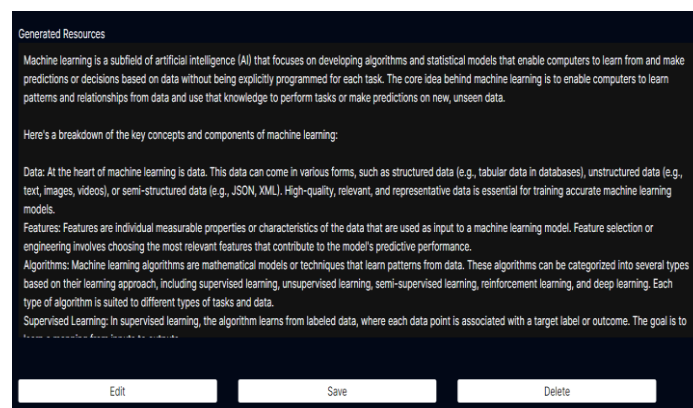 Generated Resources
Machine learning is a subfield of artificial intelligence (AI) that focuses on developing algorithms and statistical models that enable computers to learn from and make
predictions or decisions based on data without being explicitly programmed for each task. The core idea behind machine learning is to enable computers to learn
patterns and relationships from data and use that knowledge to perform tasks or make predictions on new, unseen data.
Here's a breakdown of the key concepts and components of machine learning:
Data: At the heart of machine learning is data. This data can come in various forms, such as structured data (e.g., tabular data in databases), unstructured data (e.g.,
text, images, videos), or semi-structured data (e.g., JSON, XML). High-quality, relevant, and representative data is essential for training accurate machine learning
models.
Features: Features are individual measurable properties or characteristics of the data that are used as input to a machine learning model. Feature selection or
engineering involves choosing the most relevant features that contribute to the model's predictive performance.
Algorithms: Machine learning algorithms are mathematical models or techniques that learn patterns from data. These algorithms can be categorized into several types
based on their learning approach, including supervised learning, unsupervised learning, semi-supervised learning, reinforcement learning, and deep learning. Each
type of algorithm is suited to different types of tasks and data.
Supervised Learning: In supervised learning, the algorithm learns from labeled data, where each data point is associated with a target label or outcome. The goal is to
Edit
Save
Delete